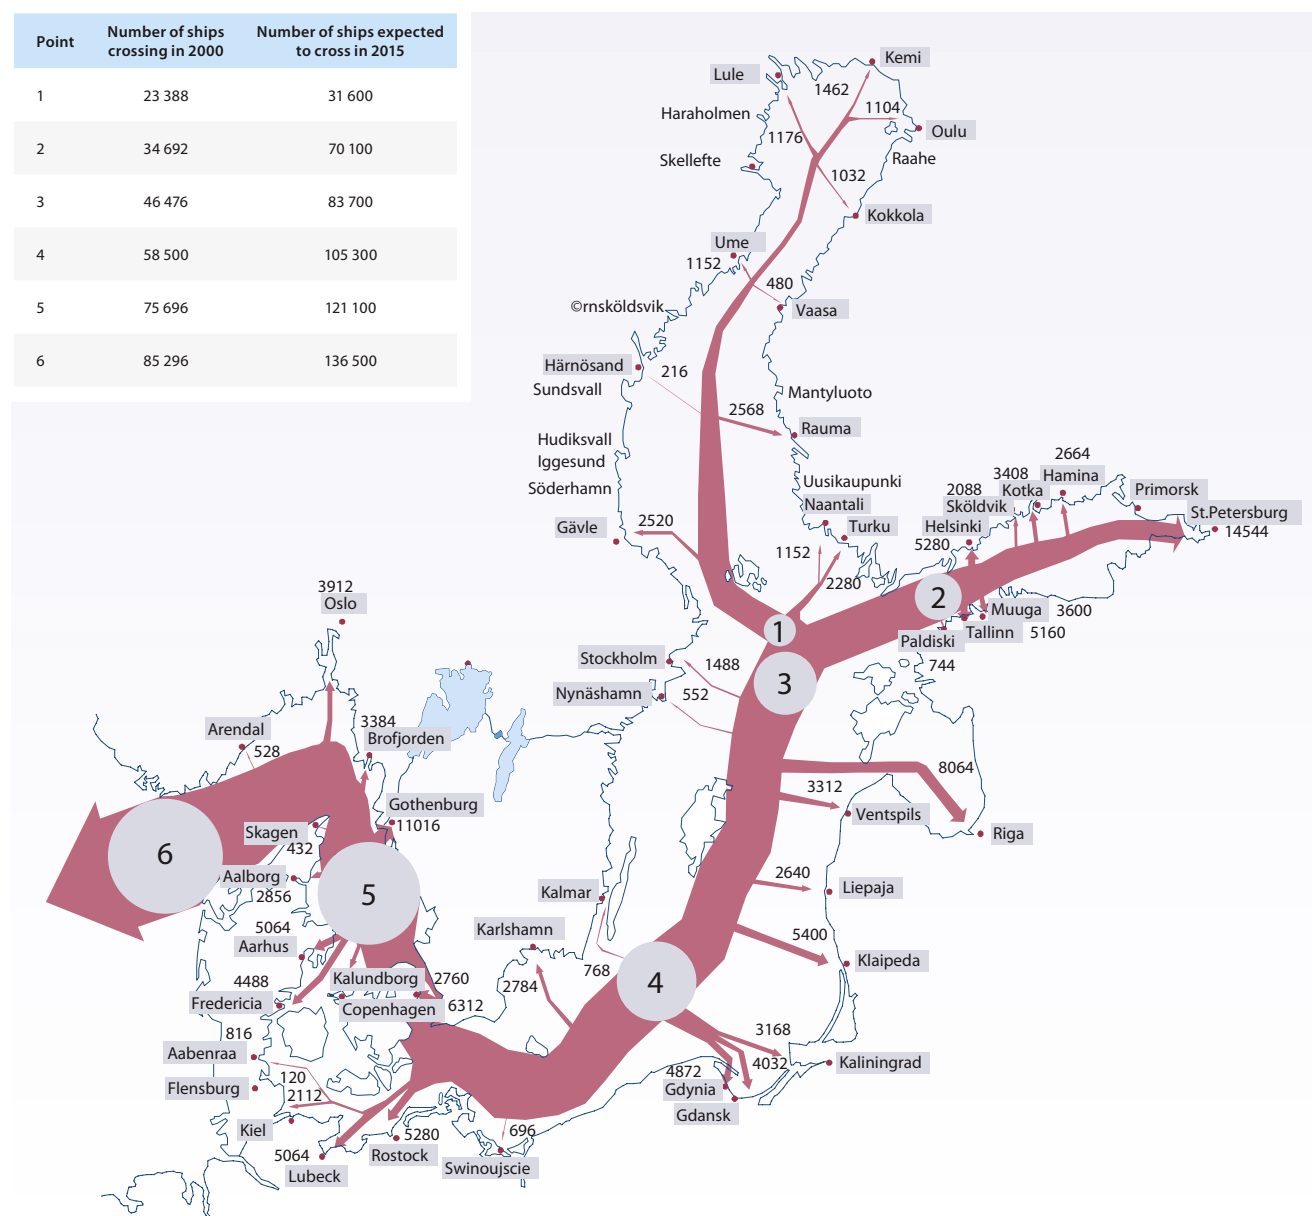 Point
Number of ships
crossing in 2000
Number of ships expected
to cross in 2015
1 23 388 31 600
2 34 692 70 100
3 46 476 83 700
4 58 500 105 300
5 75 696 121 100
6 85 296 136 500
Kemi
Lule
1462
1104
Haraholmen
Oulu
1176
Raahe
Skellefte
1032
Kokkola
Ume
1152
480
©rnsköldsvik
Vaasa
Härnösand
216
Sundsvall
Mantyluoto
2568
Rauma
Hudiksvall
Iggesund
Söderhamn
Uusikaupunki
Naantali
Gävle
2520
Turku
1152
2280
2664
3408
Hamina
2088
Kotka
Primorsk
Sköldvik
St.Petersburg
Helsinki
14544
5280
2
Muuga
3600
Tallinn
5160
Paldiski
744
1
3
3912
Oslo
Stockholm
1488
Nynäshamn
552
Arendal
528
3384
Brofjorden
8064
3312
Ventspils
Riga
Gothenburg
11016
Skagen
432
6
5
Aalborg
2856
2640
Liepaja
Kalmar
5064
Aarhus
Karlshamn
5400
Klaipeda
768
4
2784
4488
Fredericia
Kalundborg
2760
Copenhagen
6312
816
Aabenraa
3168
4032
Kaliningrad
4872
Gdynia
Gdansk
120
Flensburg
2112
Kiel
5280
696
5064
Rostock
Lubeck
Swinoujscie